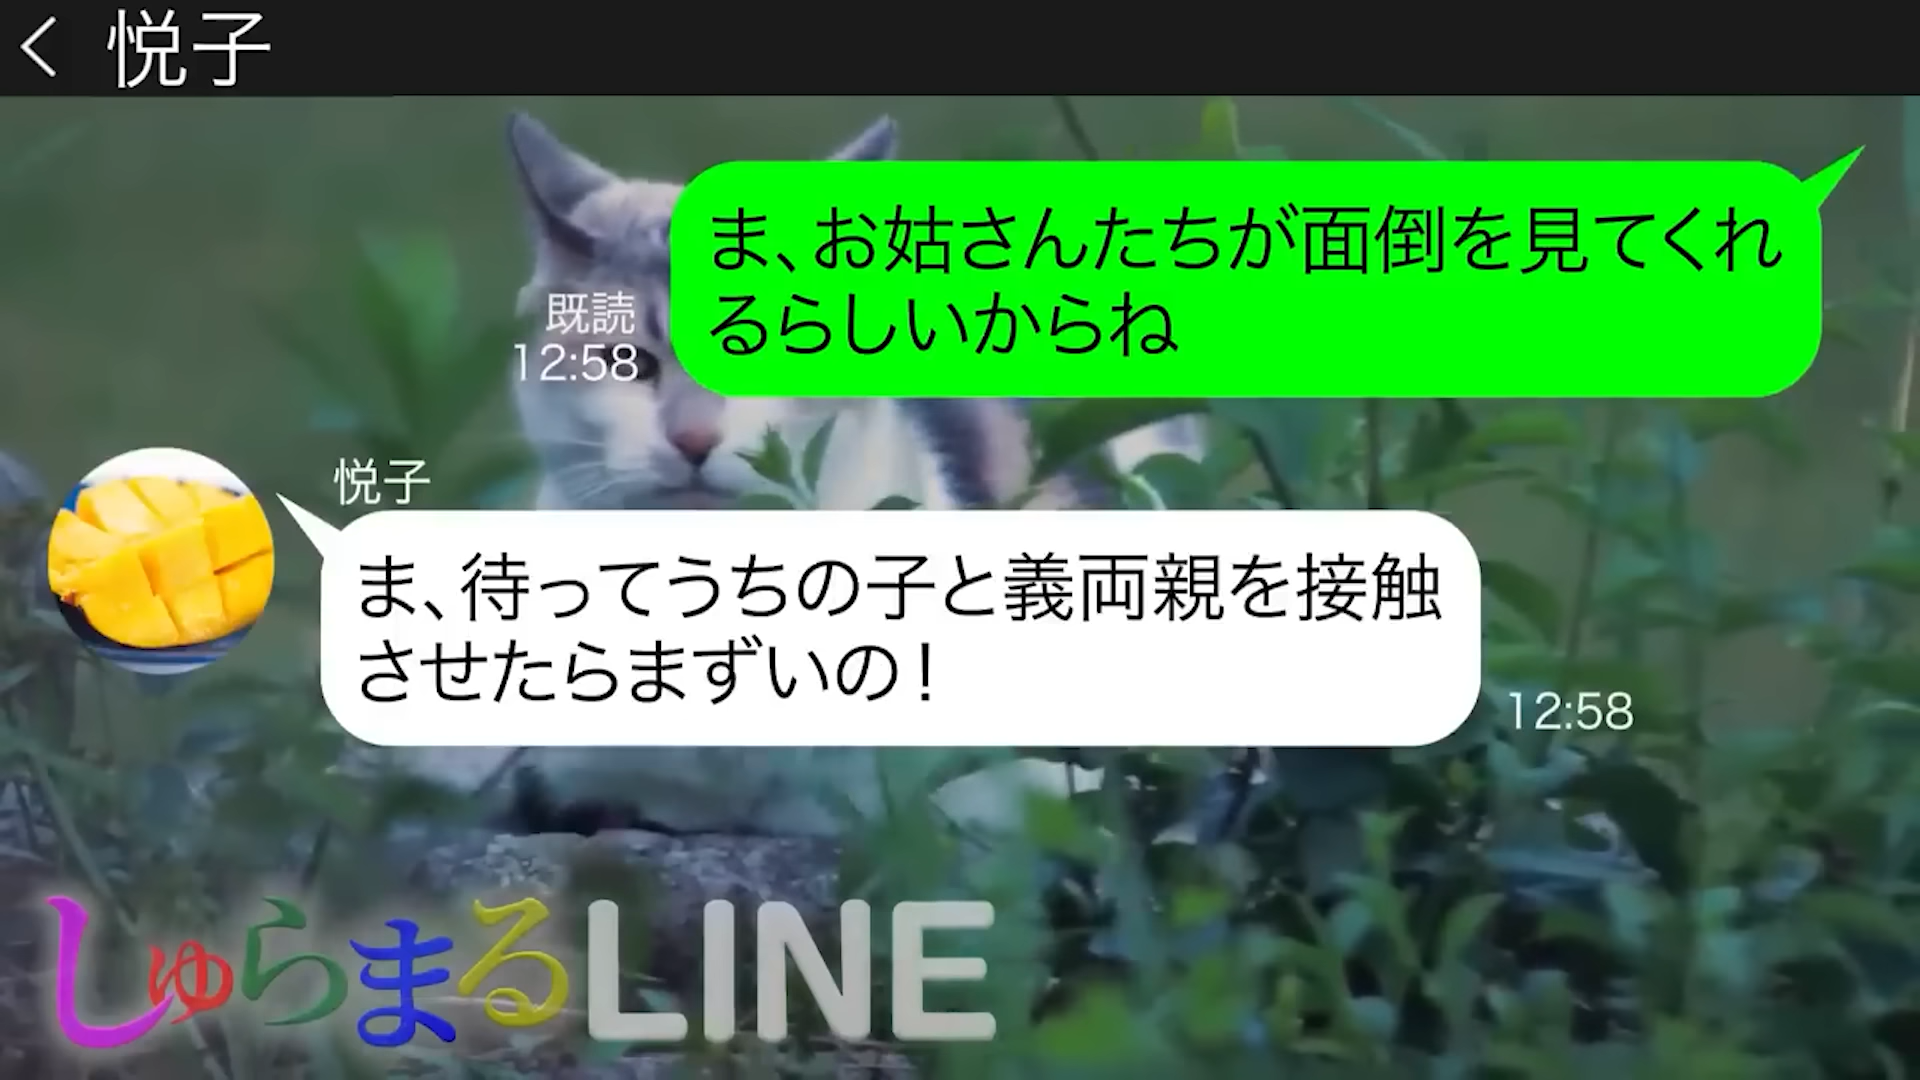 悦子
ま、お姑さんたちが面倒を見てくれ
るらしいからね
既読
12:58
悦子
ま、待ってうちの子と義両親を接触
させたらまずいの!
12:58
しゅらまるLINE